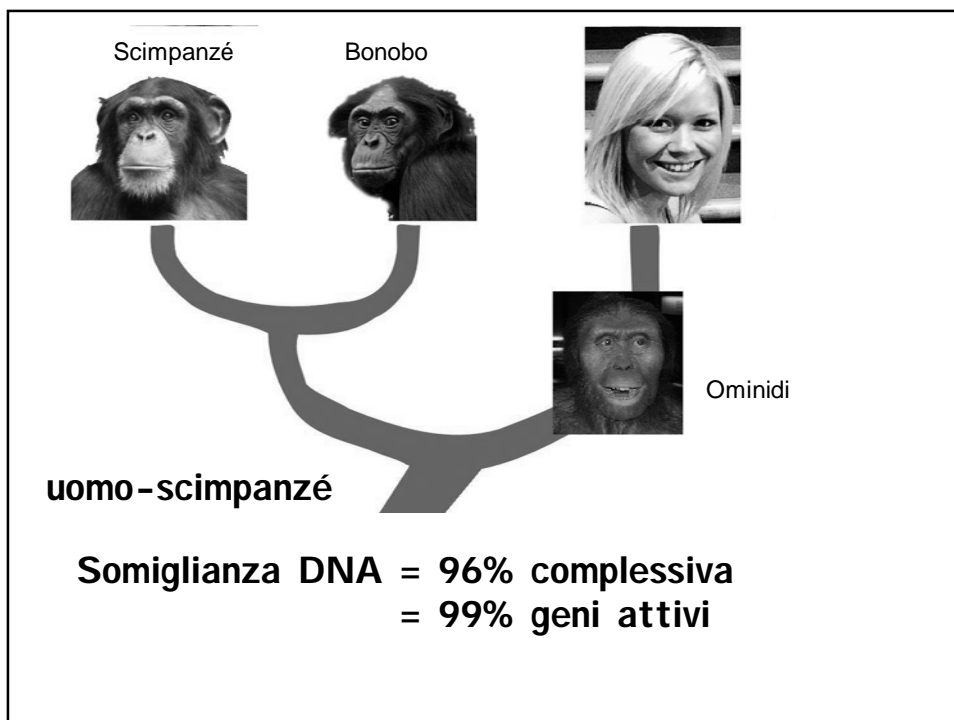 Scimpanzé
Bonobo
Ominidi
uomo-scimpanzé
Somiglianza DNA = 96% complessiva
= 99% geni attivi